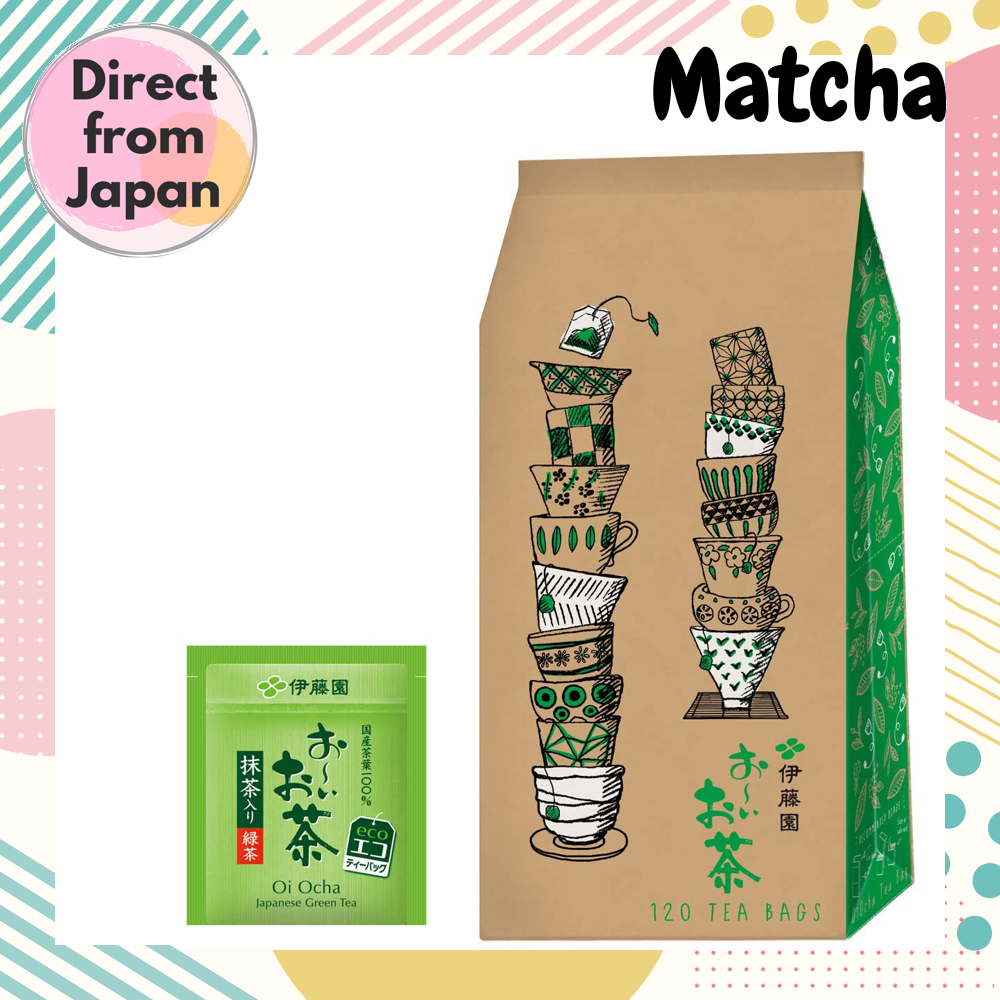 Direct
from
Japan
Matcha
伊藤園
お〜い
お茶
国産茶葉100%
抹茶入り
緑茶
eco
エコ
ティーバッグ
Oi Ocha
Japanese Green Tea
伊藤園
お〜い
お茶
120 TEA BAGS